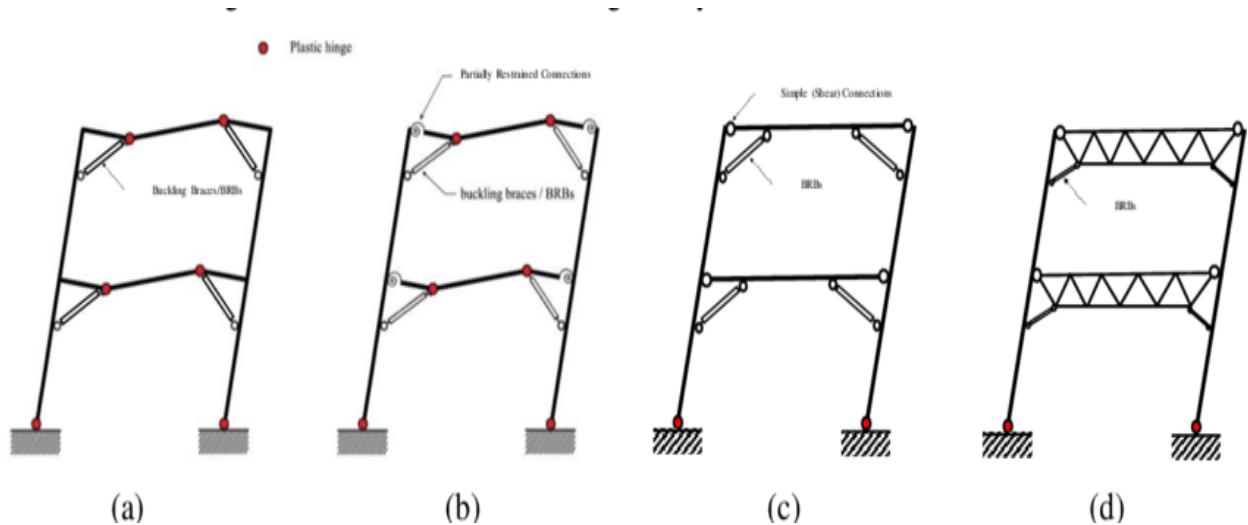 Plastic hinge
Partially Restrained Connections
Simple (Shear) Connections
Buckling Braces/BRBs
buckling braces / BRBs
BRBs
BRBs
(a)
(b)
(c)
(d)